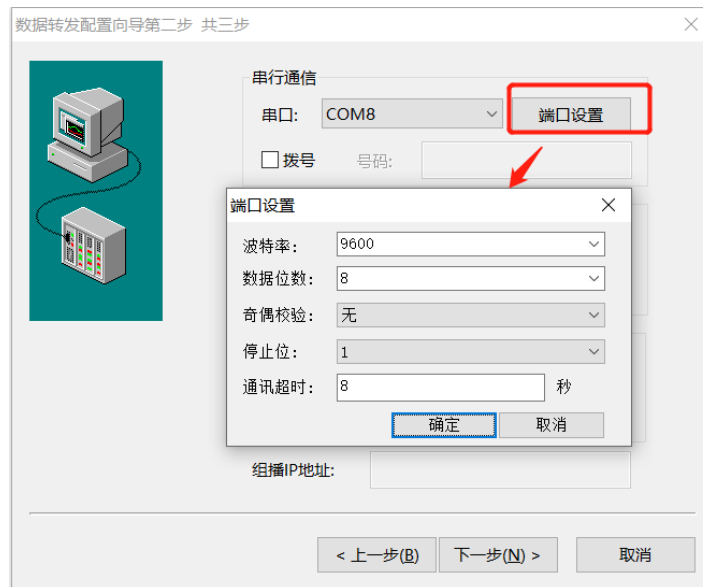 数据转发配置向导第二步 共三步
串行通信
串口: COM8 端口设置
拨号 号码:
端口设置
波特率: 9600
数据位数: 8
奇偶校验: 无
停止位: 1
通讯超时: 8 秒
确定 取消
组播IP地址:
< 上一步(B) 下一步(N) > 取消